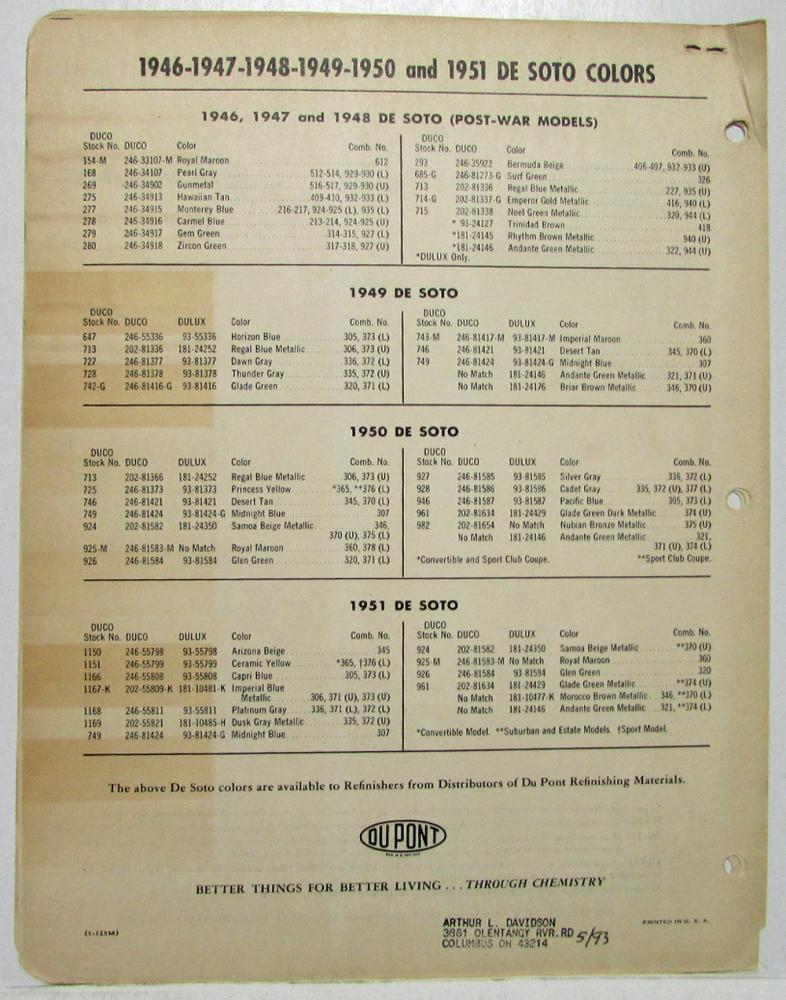 1946-1947-1948-1949-1950 and 1951 DE SOTO COLORS
1946, 1947 and 1948 DE SOTO (POST-WAR MODELS)
DUCO
Stock No. DUCO Color Comb. No.
154-M 246-33107-M Royal Maroon 612
168 246-34107 Pearl Gray 512-514, 929-930 (L)
269 246-34902 Gunmetal 516-517, 929-930 (U)
275 246-34913 Hawaiian Tan 409-410, 932-933 (L)
277 246-34915 Monterey Blue 216-217, 924-925 (L), 935 (L)
278 246-34916 Carmel Blue 213-214, 924-925 (U)
279 246-34917 Gem Green 314-315, 927 (L)
280 246-34918 Zircon Green 317-318, 927 (U)
DUCO
Stock No. DUCO Color Comb. No.
293 246-35922 Bermuda Beige 406-407, 932-933 (U)
685-G 246-81273-G Surf Green 326
713 202-81336 Regal Blue Metallic 227, 935 (U)
714-G 202-81337-G Emperor Gold Metallic 416, 940 (L)
715 202-81338 Noel Green Metallic 320, 944 (L)
* 93-24127 Trinidad Brown 418
*181-24145 Rhythm Brown Metallic 940 (U)
*181-24146 Andante Green Metallic 322, 944 (U)
*DULUX Only.
1949 DE SOTO
DUCO
Stock No. DUCO DULUX Color Comb. No.
647 246-55336 93-55336 Horizon Blue 305, 373 (L)
713 202-81336 181-24252 Regal Blue Metallic 306, 373 (U)
727 246-81377 93-81377 Dawn Gray 336, 372 (L)
728 246-81378 93-81378 Thunder Gray 335, 372 (U)
742-G 246-81416-G 93-81416 Glade Green 320, 371 (L)
DUCO
Stock No. DUCO DULUX Color Comb. No.
743-M 246-81417-M 93-81417-M Imperial Maroon 360
746 246-81421 93-81421 Desert Tan 345, 370 (L)
749 246-81424 93-81424-G Midnight Blue 307
No Match 181-24146 Andante Green Metallic 321, 371 (U)
No Match 181-24176 Briar Brown Metallic 346, 370 (U)
1950 DE SOTO
DUCO
Stock No. DUCO DULUX Color Comb. No.
713 202-81366 181-24252 Regal Blue Metallic 306, 373 (U)
725 246-81373 93-81373 Princess Yellow *365, **376 (L)
746 246-81421 93-81421 Desert Tan 345, 370 (L)
749 246-81424 93-81424-G Midnight Blue 307
924 202-81582 181-24350 Samoa Beige Metallic 346,
370 (U), 375 (L)
925-M 246-81583-M No Match Royal Maroon 360, 378 (L)
926 246-81584 93-81584 Glen Green 320, 371 (L)
DUCO
Stock No. DUCO DULUX Color Comb. No.
927 246-81585 93-81585 Silver Gray 336, 372 (L)
928 246-81586 93-81586 Cadet Gray 335, 372 (U), 377 (L)
946 246-81587 93-81587 Pacific Blue 305, 373 (L)
961 202-81634 181-24429 Glade Green Dark Metallic 374 (U)
982 202-81654 No Match Nubian Bronze Metallic 375 (U)
No Match 181-24146 Andante Green Metallic 321,
371 (U), 374 (L)
*Convertible and Sport Club Coupe. **Sport Club Coupe.
1951 DE SOTO
DUCO
Stock No. DUCO DULUX Color Comb. No.
1150 246-55798 93-55798 Arizona Beige 345
1151 246-55799 93-55799 Ceramic Yellow *365, †376 (L)
1166 246-55808 93-55808 Capri Blue 305, 373 (L)
1167-K 202-55809-K 181-10481-K Imperial Blue
Metallic 306, 371 (U), 373 (U)
1168 246-55811 93-55811 Platinum Gray 336, 371 (L), 372 (L)
1169 202-55821 181-10485-H Dusk Gray Metallic 335, 372 (U)
749 246-81424 93-81424-G Midnight Blue 307
DUCO
Stock No. DUCO DULUX Color Comb. No.
924 202-81582 181-24350 Samoa Beige Metallic **370 (U)
925-M 246-81583-M No Match Royal Maroon 360
926 246-81584 93-81584 Glen Green 320
961 202-81634 181-24429 Glade Green Metallic **374 (U)
No Match 181-10477-K Morocco Brown Metallic 346, **370 (L)
No Match 181-24146 Andante Green Metallic 321, **374 (L)
*Convertible Model. **Suburban and Estate Models. †Sport Model.
The above De Soto colors are available to Refinishers from Distributors of Du Pont Refinishing Materials.
DU PONT
BETTER THINGS FOR BETTER LIVING ... THROUGH CHEMISTRY
(1-125M)
ARTHUR L. DAVIDSON
3861 OLENTANGY RVR. RD 5/93
COLUMBUS OH 43214
PRINTED IN U. S. A.